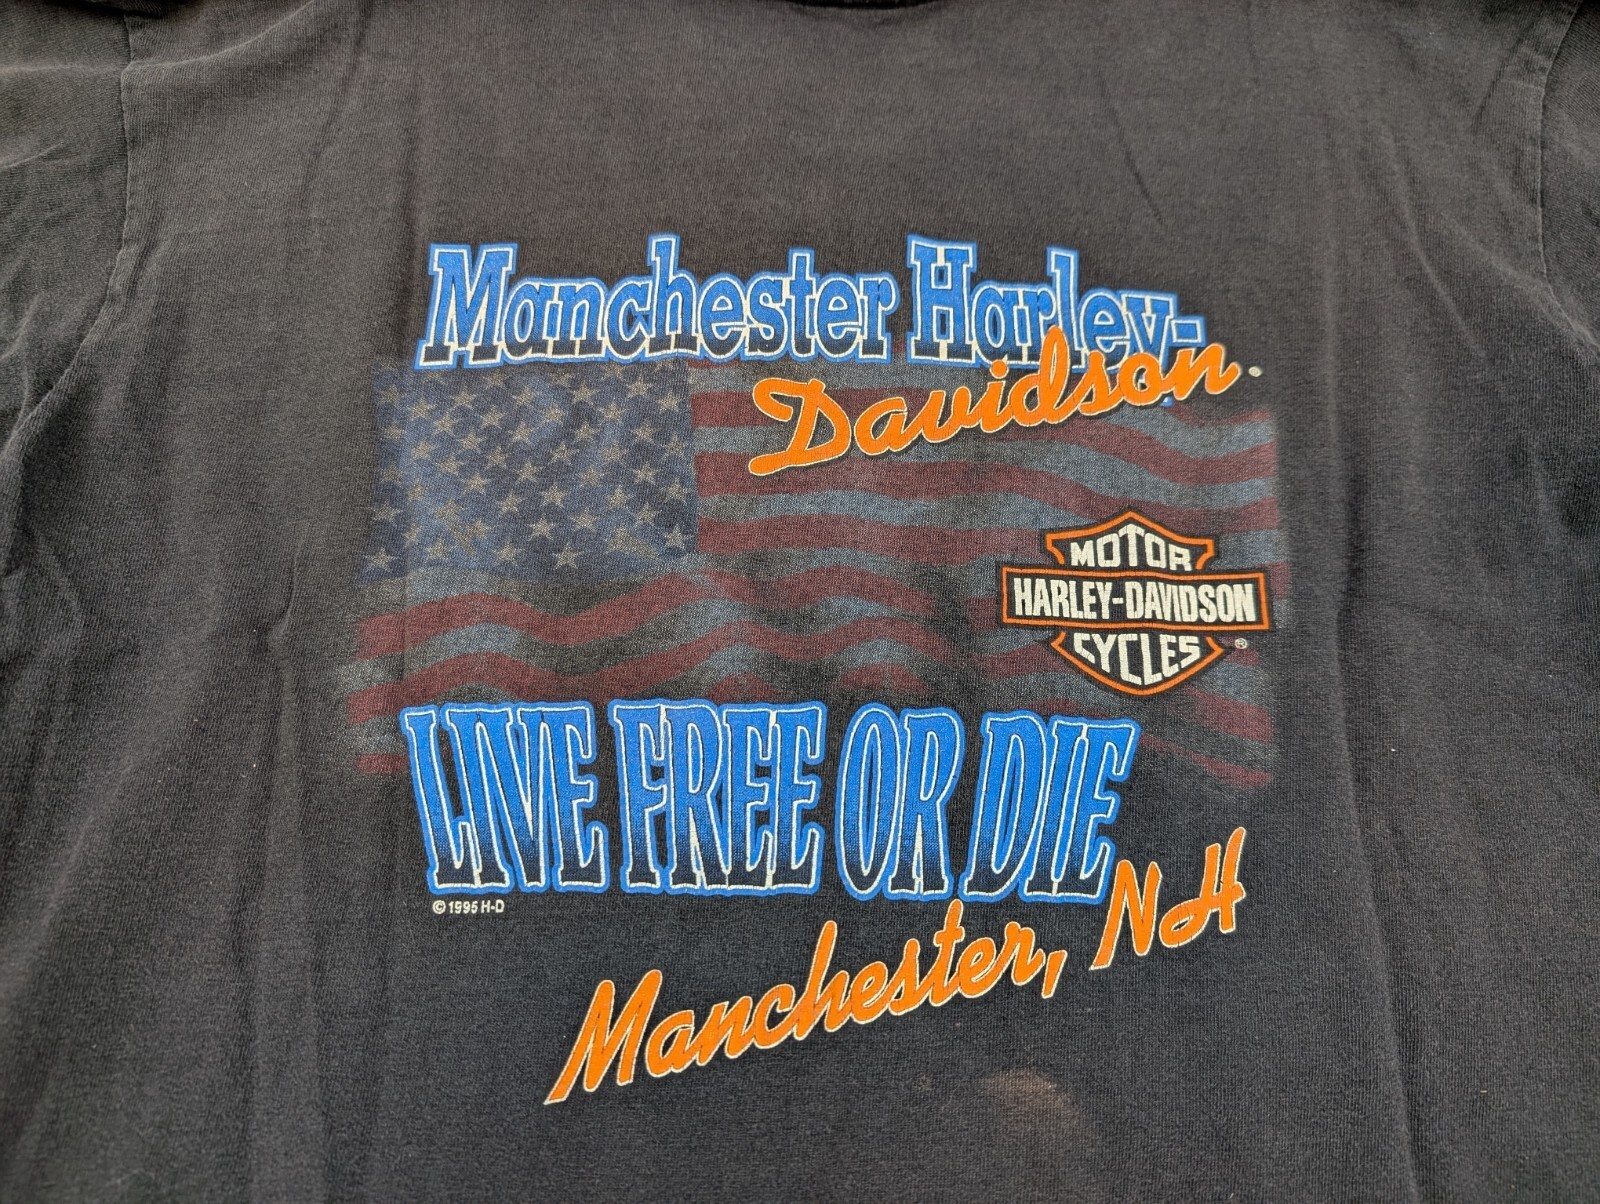 Manchester Harley-
Davidson.
MOTOR
HARLEY-DAVIDSON
CYCLES ®
LIVE FREE OR DIE
© 1995 H-D
Manchester, NH